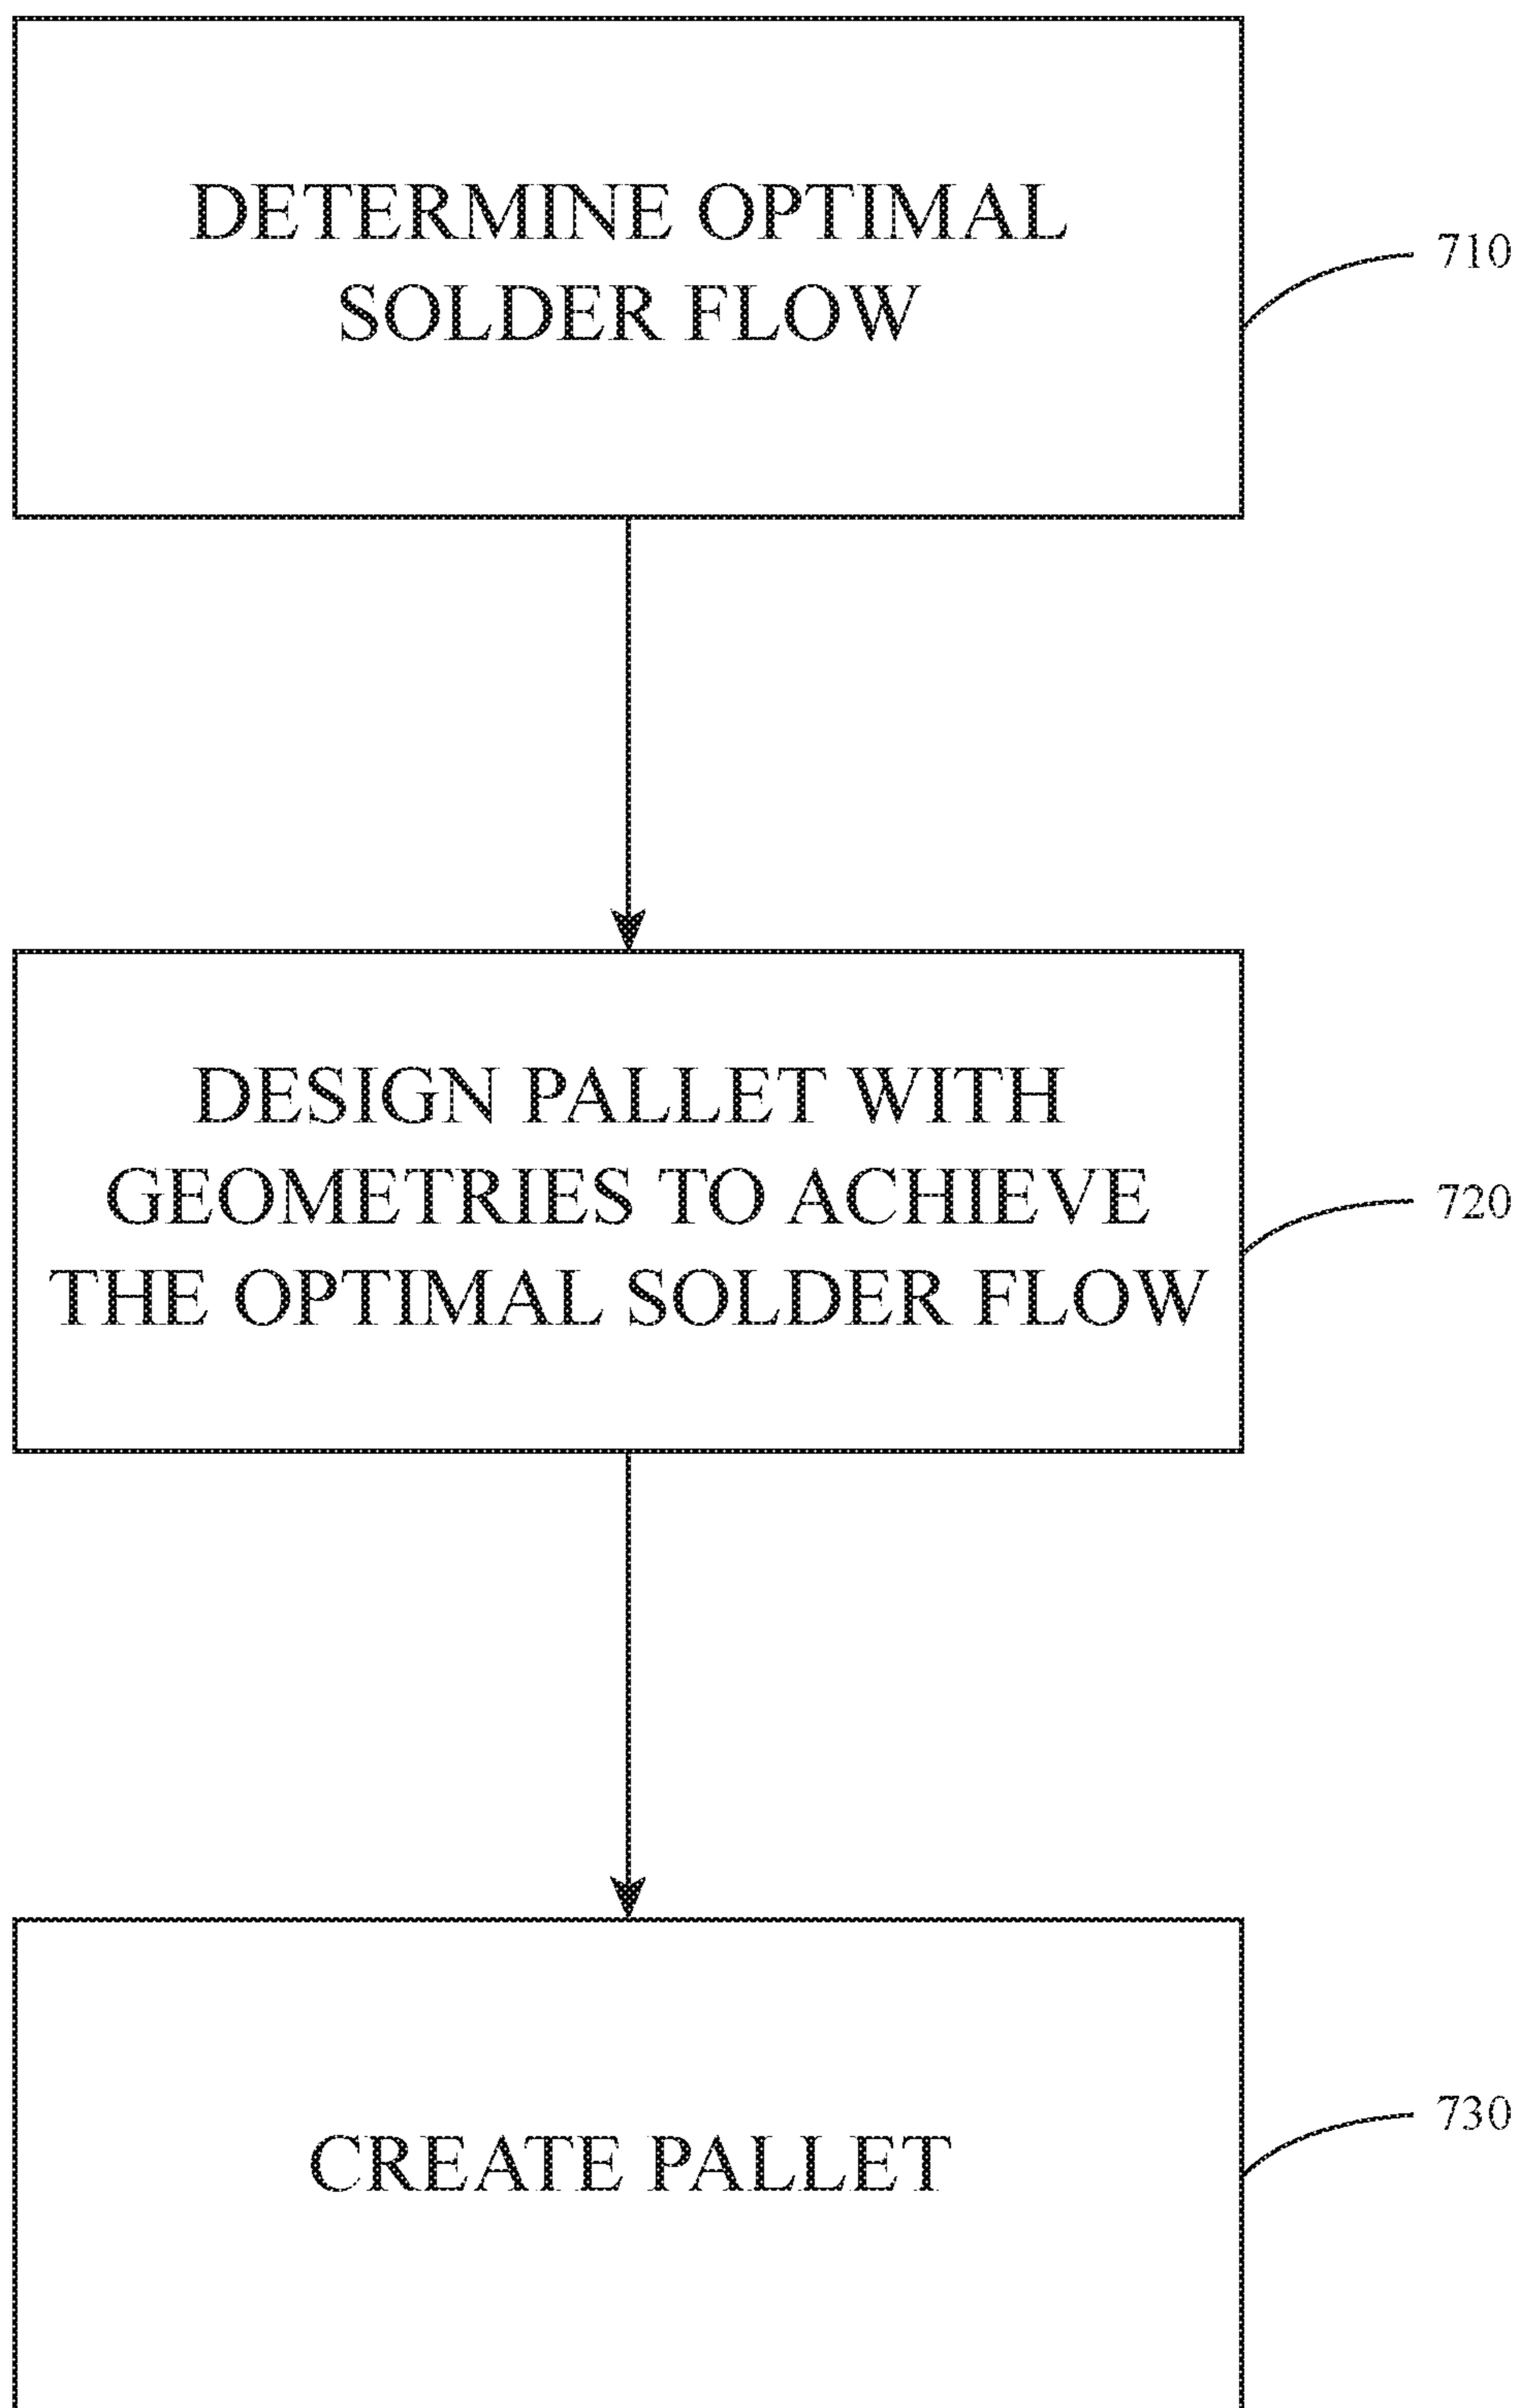 DETERMINE OPTIMAL
SOLDER FLOW
710
DESIGN PALLET WITH
GEOMETRIES TO ACHIEVE
THE OPTIMAL SOLDER FLOW
720
CREATE PALLET
730